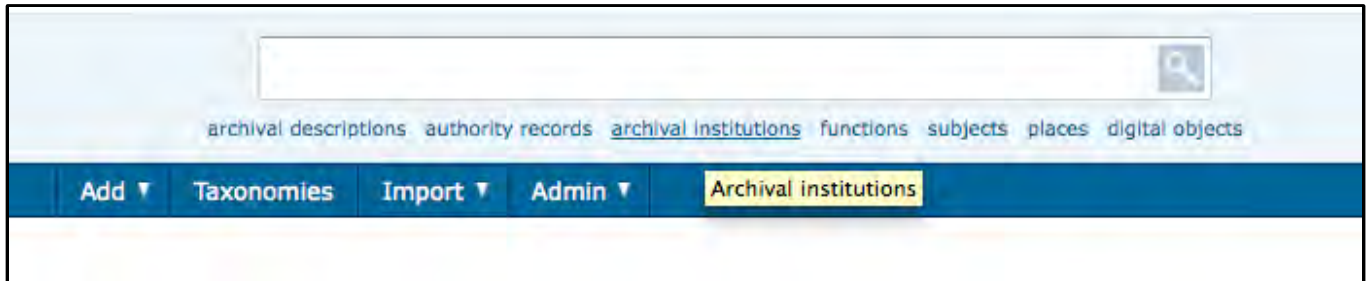 archival descriptions authority records archival institutions functions subjects places digital objects
Add ▼ Taxonomies Import ▼ Admin ▼ Archival institutions